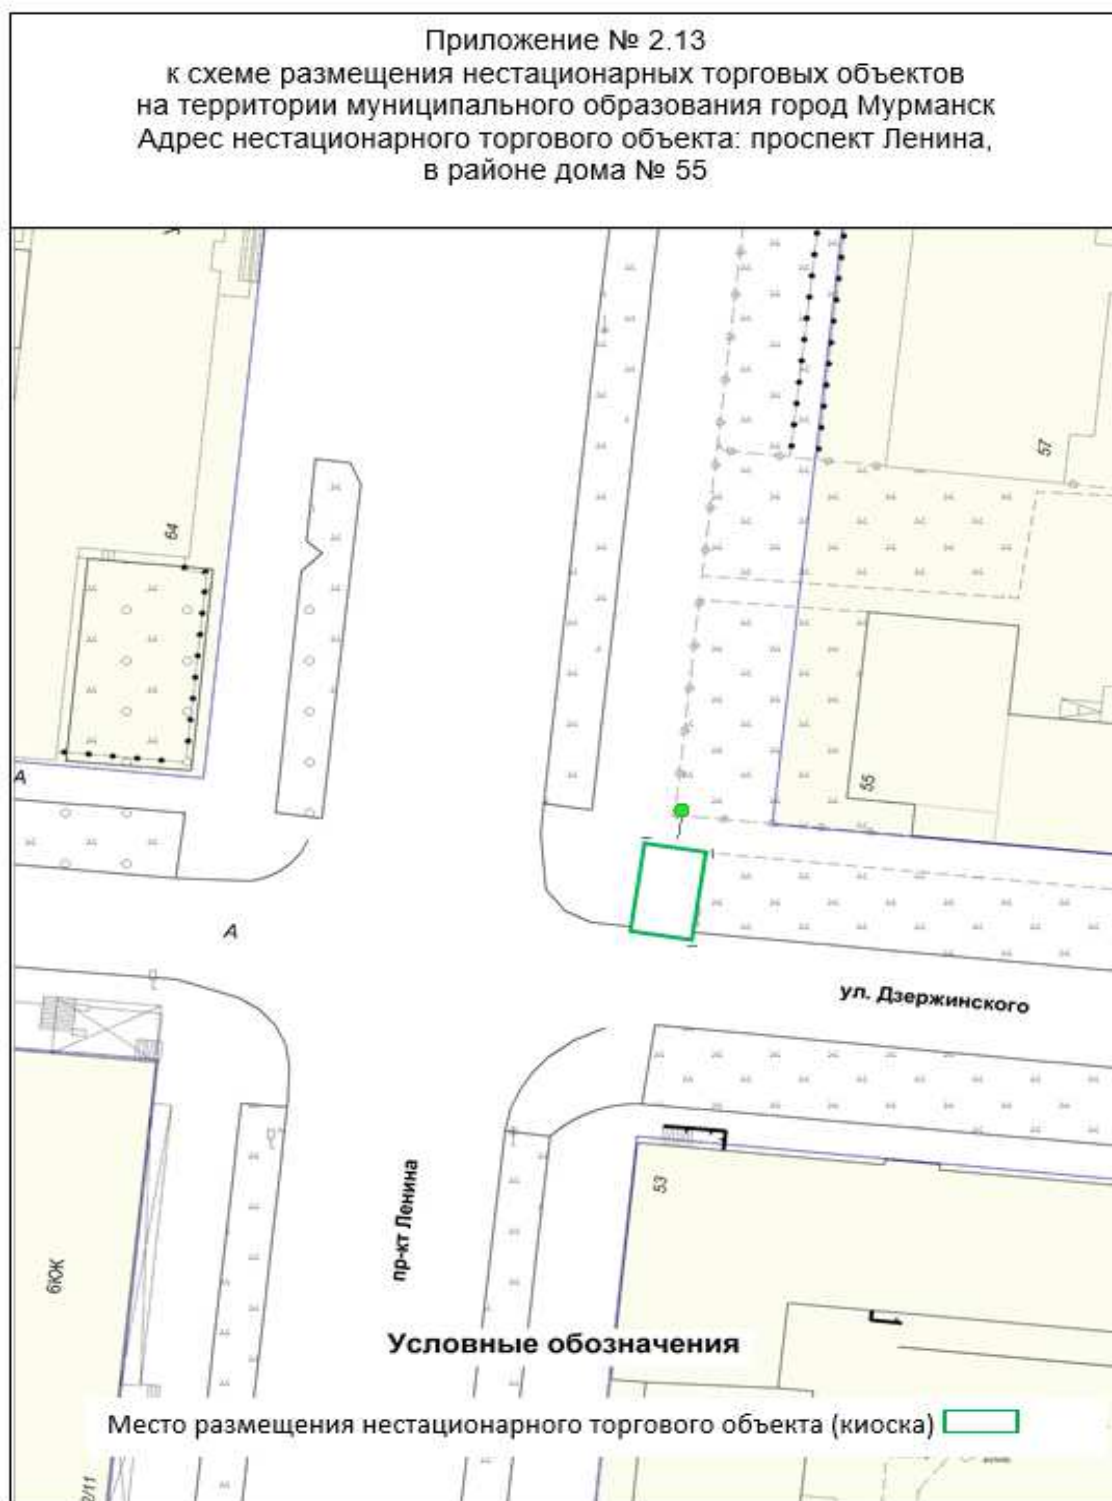 Приложение № 2.13
к схеме размещения нестационарных торговых объектов
на территории муниципального образования город Мурманск
Адрес нестационарного торгового объекта: проспект Ленина,
в районе дома № 55
57
64
55
А
А
ул. Дзержинского
53
пр-кт Ленина
6КЖ
Условные обозначения
Место размещения нестационарного торгового объекта (киоска)